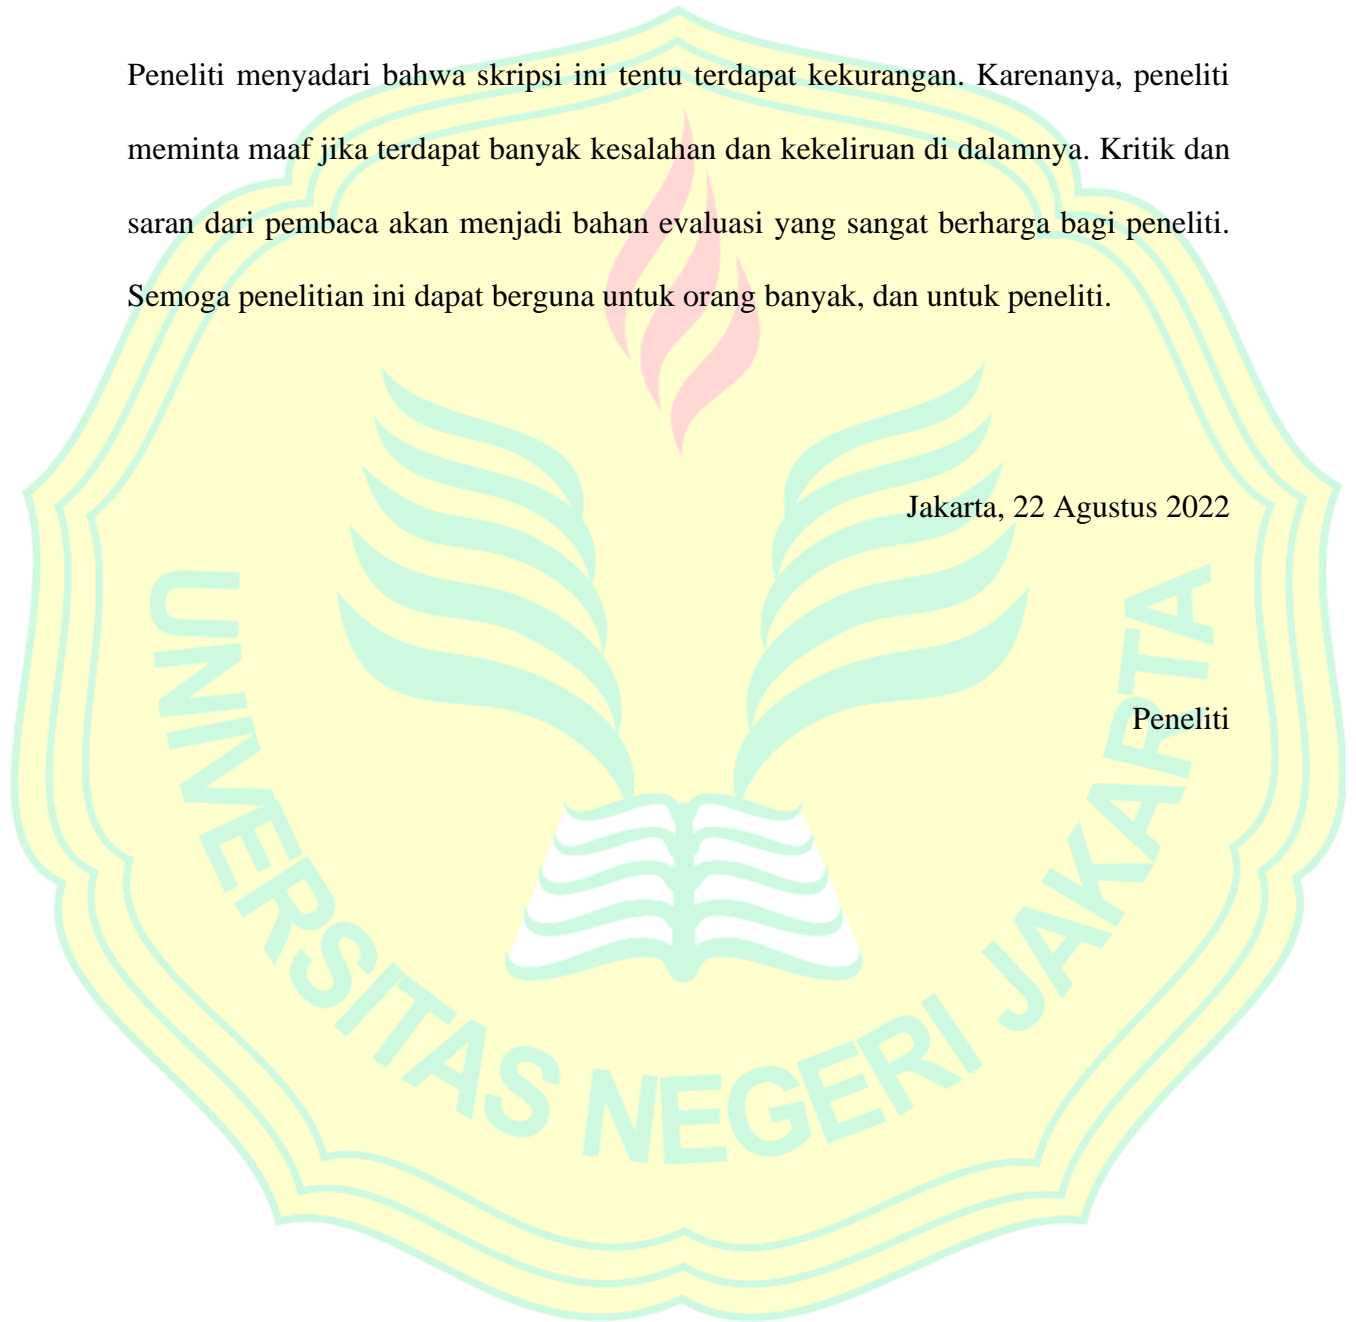 Peneliti menyadari bahwa skripsi ini tentu terdapat kekurangan. Karenanya, peneliti
meminta maaf jika terdapat banyak kesalahan dan kekeliruan di dalamnya. Kritik dan
saran dari pembaca akan menjadi bahan evaluasi yang sangat berharga bagi peneliti.
Semoga penelitian ini dapat berguna untuk orang banyak, dan untuk peneliti.
Jakarta, 22 Agustus 2022
Peneliti
UNIVERSITAS NEGERI JAKARTA